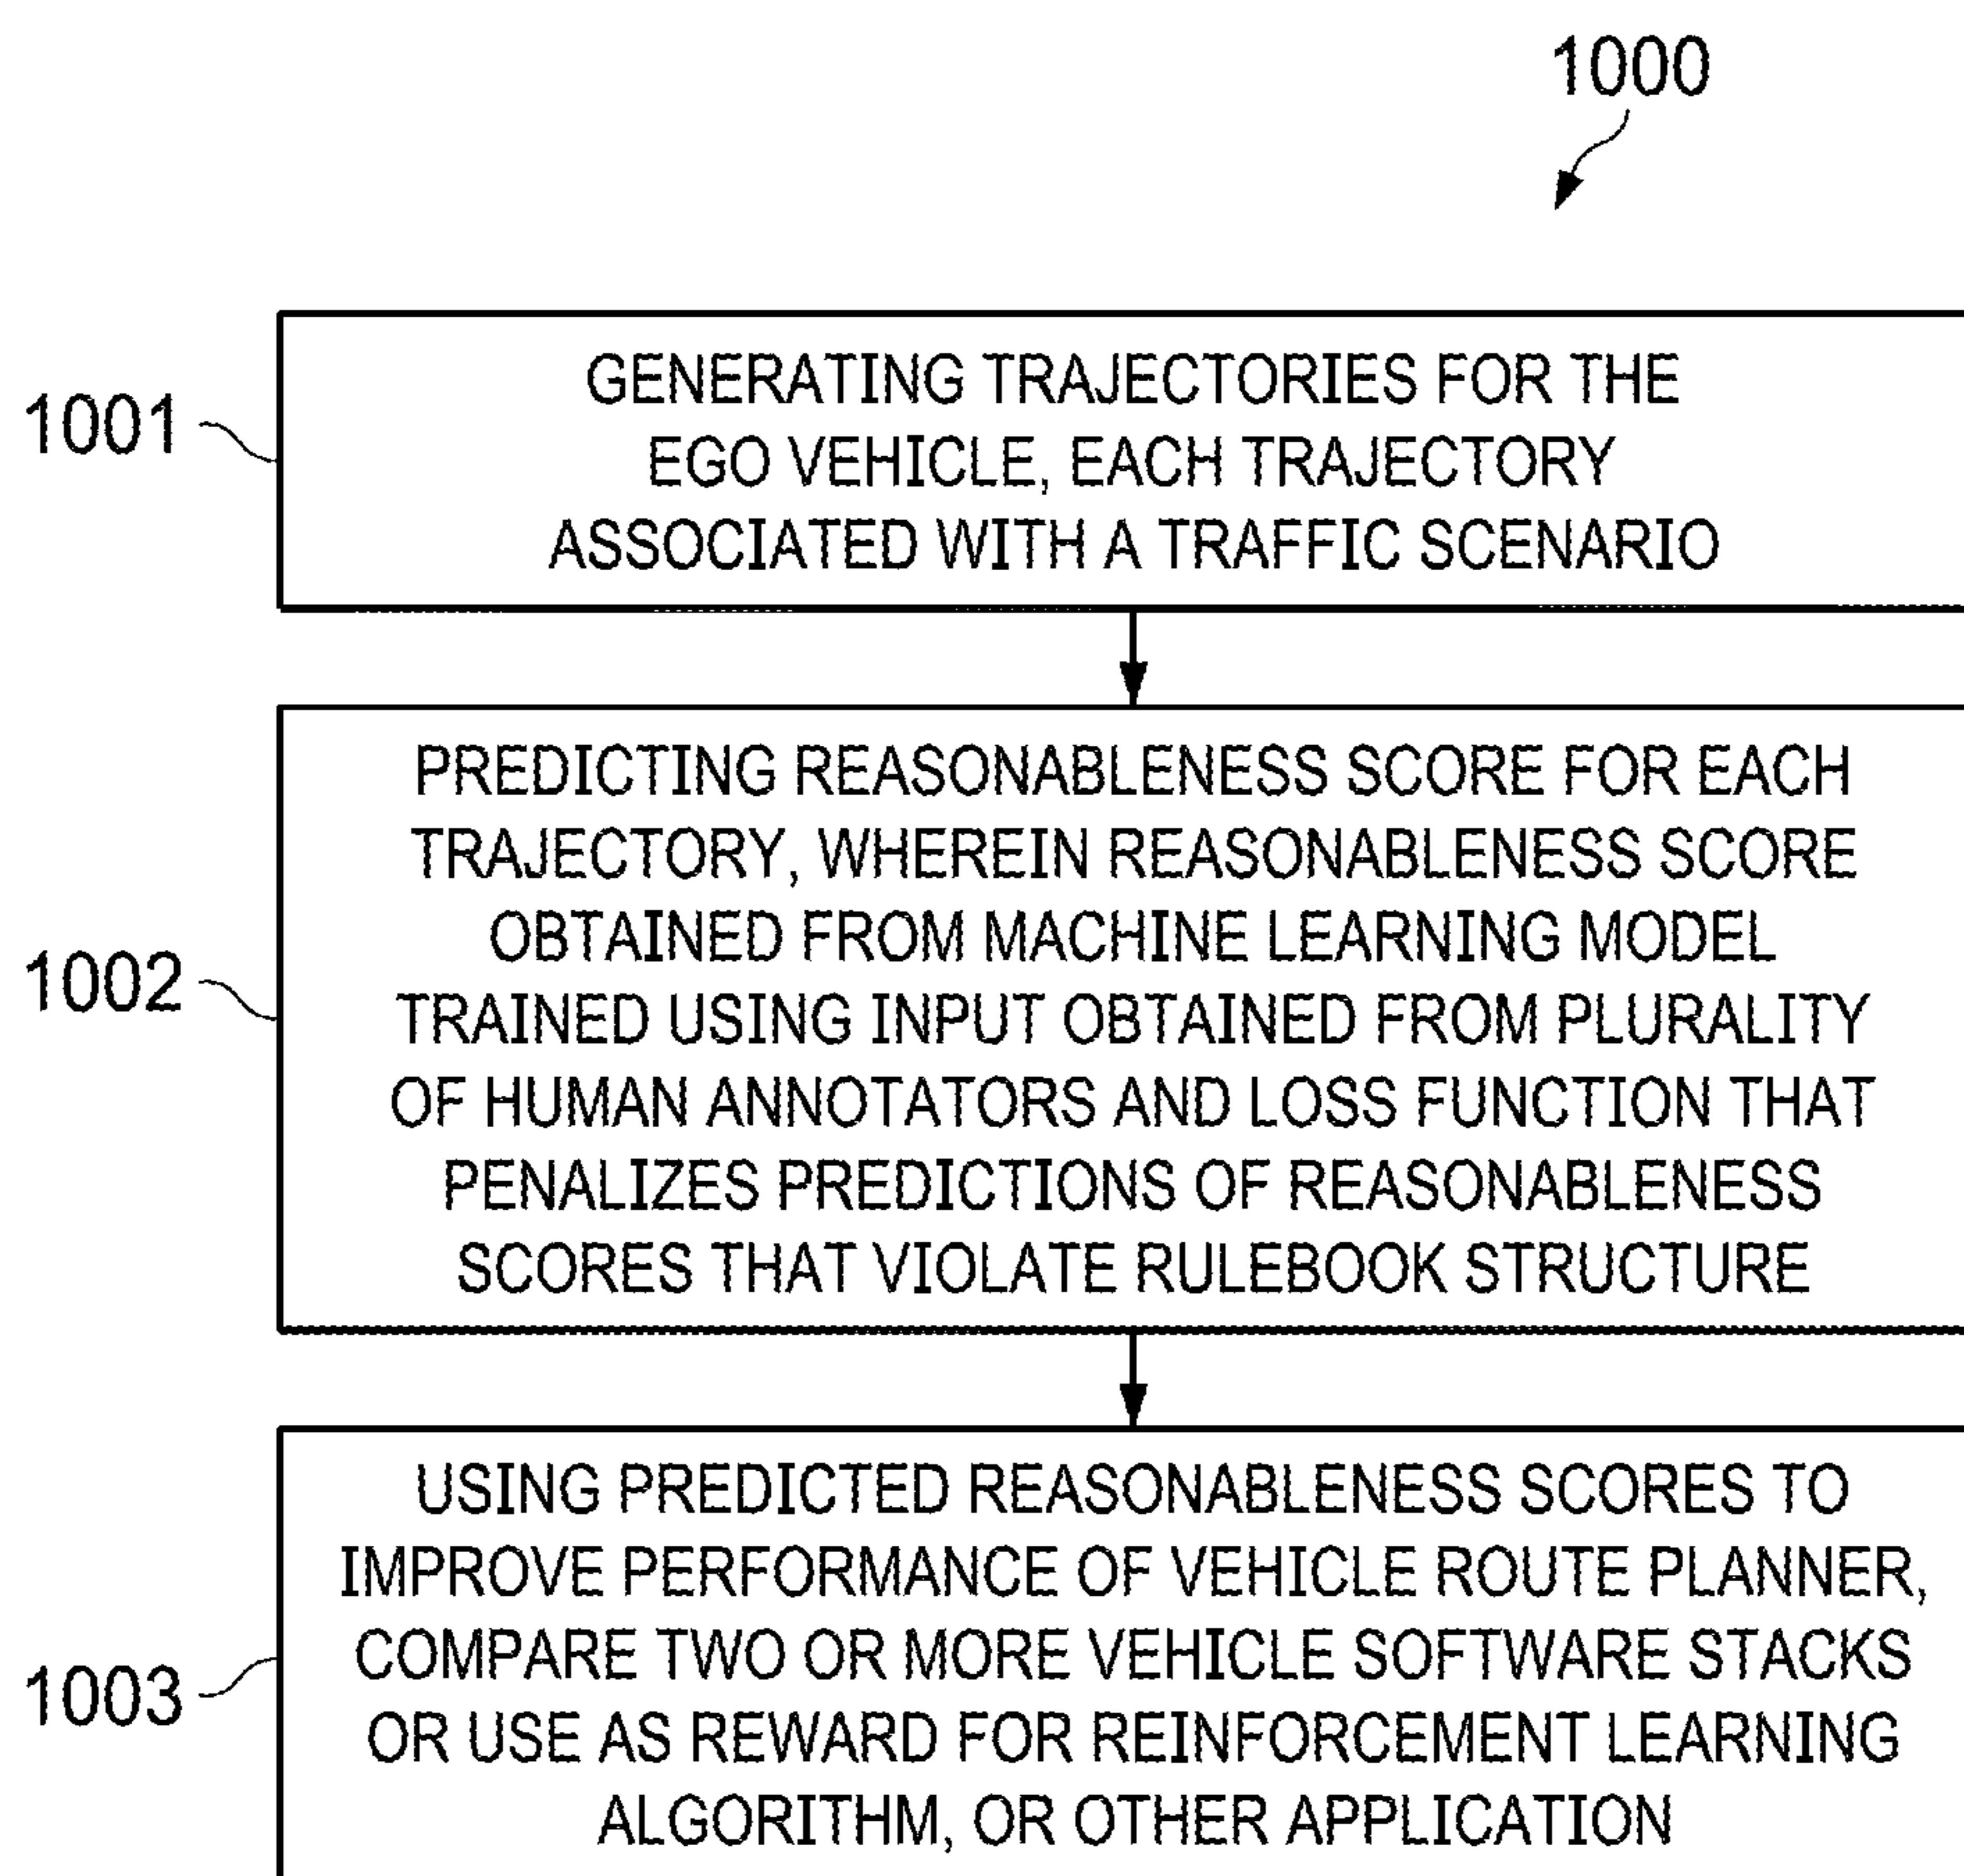 1000
1001
GENERATING TRAJECTORIES FOR THE
EGO VEHICLE, EACH TRAJECTORY
ASSOCIATED WITH A TRAFFIC SCENARIO
1002
PREDICTING REASONABLENESS SCORE FOR EACH
TRAJECTORY, WHEREIN REASONABLENESS SCORE
OBTAINED FROM MACHINE LEARNING MODEL
TRAINED USING INPUT OBTAINED FROM PLURALITY
OF HUMAN ANNOTATORS AND LOSS FUNCTION THAT
PENALIZES PREDICTIONS OF REASONABLENESS
SCORES THAT VIOLATE RULEBOOK STRUCTURE
1003
USING PREDICTED REASONABLENESS SCORES TO
IMPROVE PERFORMANCE OF VEHICLE ROUTE PLANNER,
COMPARE TWO OR MORE VEHICLE SOFTWARE STACKS
OR USE AS REWARD FOR REINFORCEMENT LEARNING
ALGORITHM, OR OTHER APPLICATION